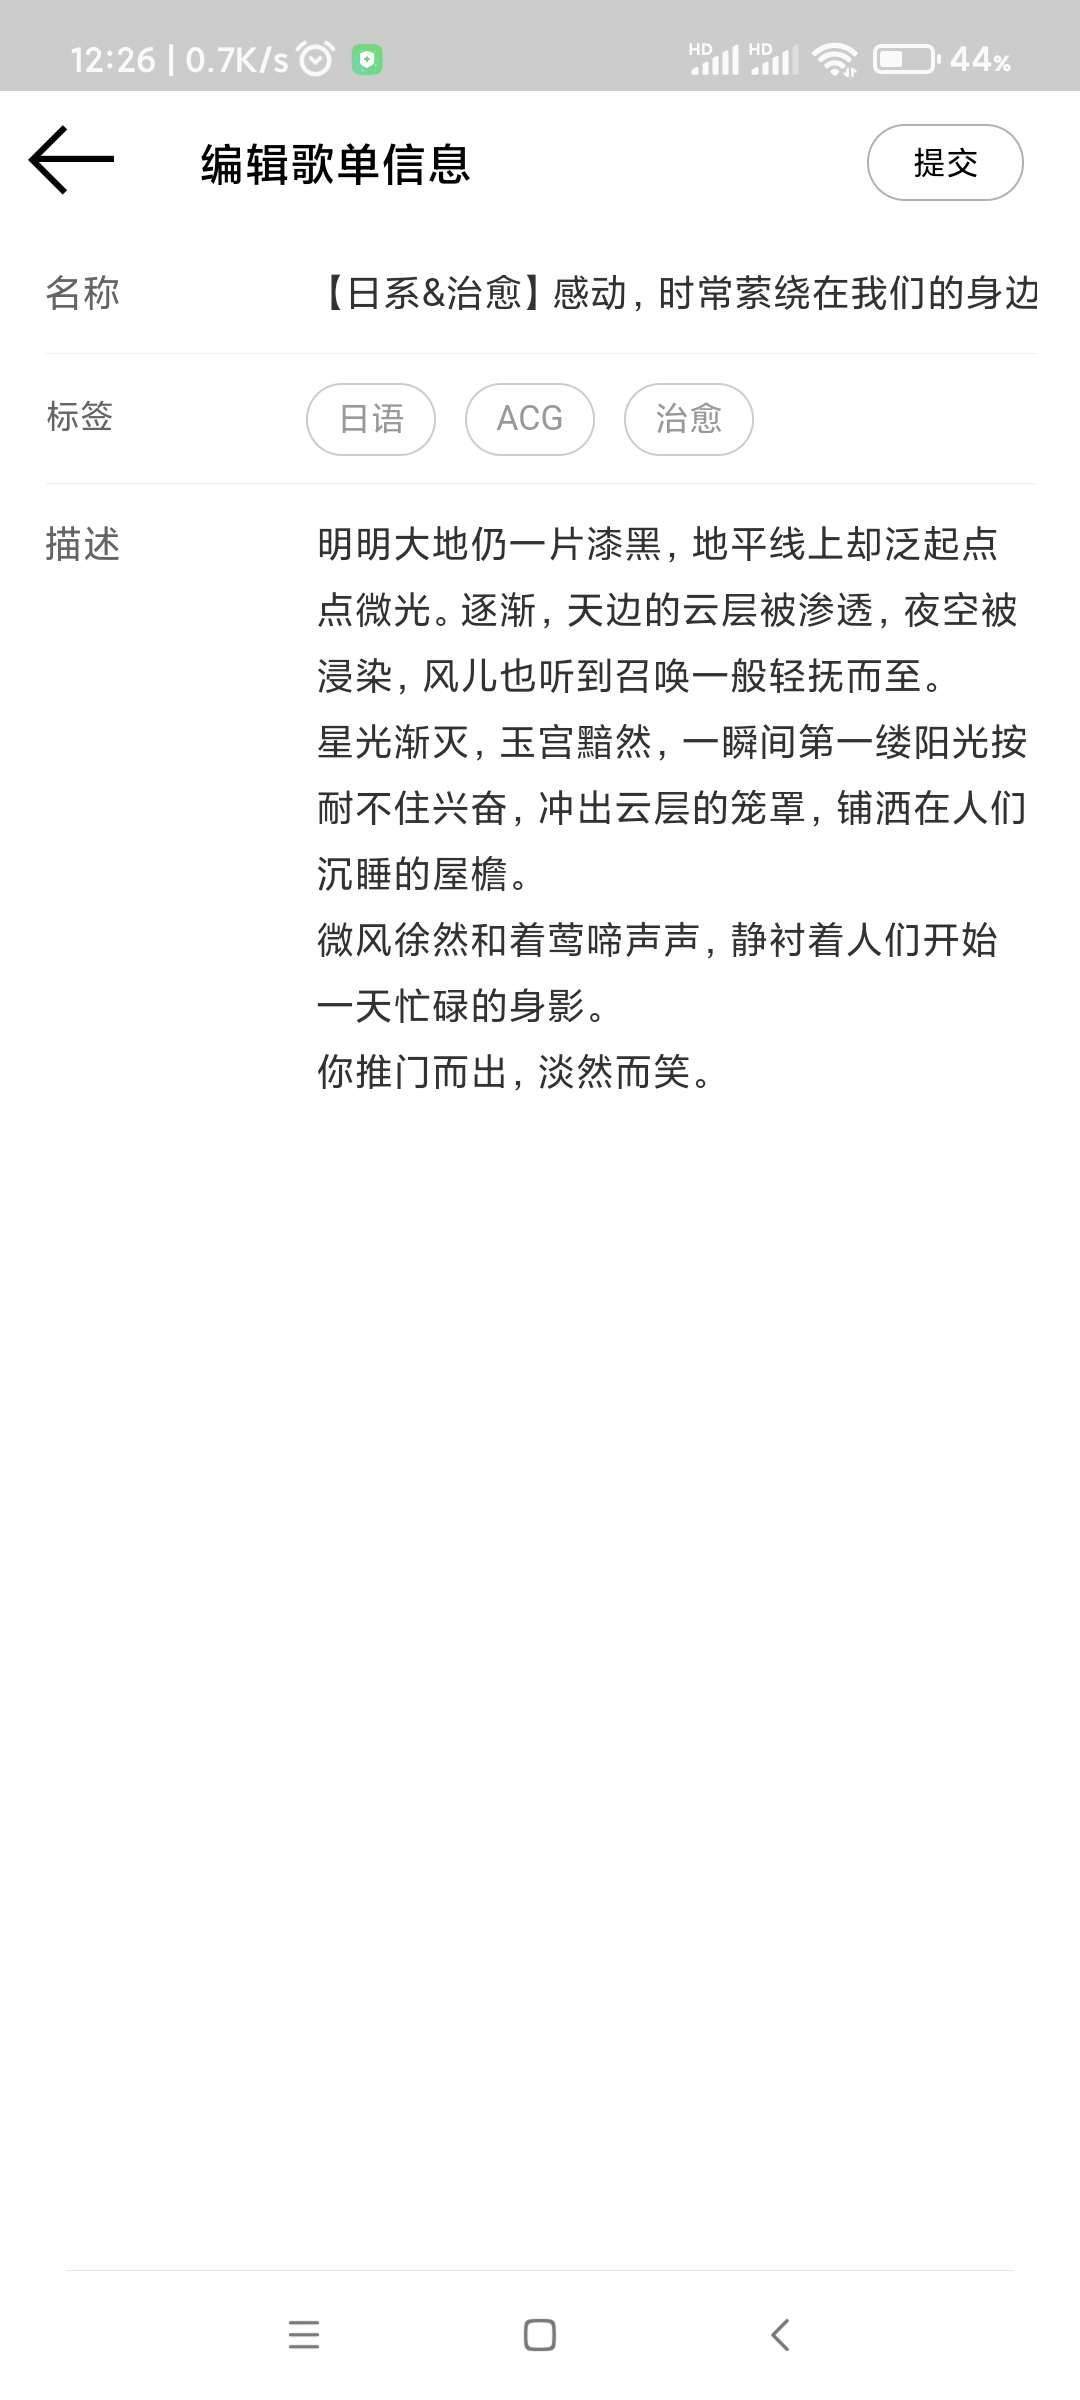 12:26 | 0.7K/s
HD HD 44%
编辑歌单信息
提交
名称
【日系&治愈】感动，时常萦绕在我们的身边
标签
日语 ACG 治愈
描述
明明大地仍一片漆黑，地平线上却泛起点
点微光。逐渐，天边的云层被渗透，夜空被
浸染，风儿也听到召唤一般轻抚而至。
星光渐灭，玉宫黯然，一瞬间第一缕阳光按
耐不住兴奋，冲出云层的笼罩，铺洒在人们
沉睡的屋檐。
微风徐然和着莺啼声声，静衬着人们开始
一天忙碌的身影。
你推门而出，淡然而笑。